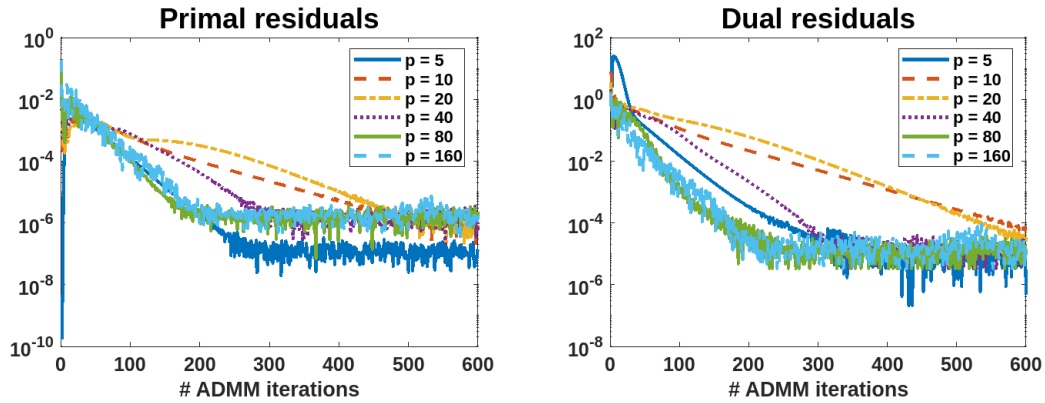 Primal residuals
10^0
10^-2
10^-4
10^-6
10^-8
10^-10
0 100 200 300 400 500 600
# ADMM iterations
p = 5
p = 10
p = 20
p = 40
p = 80
p = 160
Dual residuals
10^2
10^0
10^-2
10^-4
10^-6
10^-8
0 100 200 300 400 500 600
# ADMM iterations
p = 5
p = 10
p = 20
p = 40
p = 80
p = 160